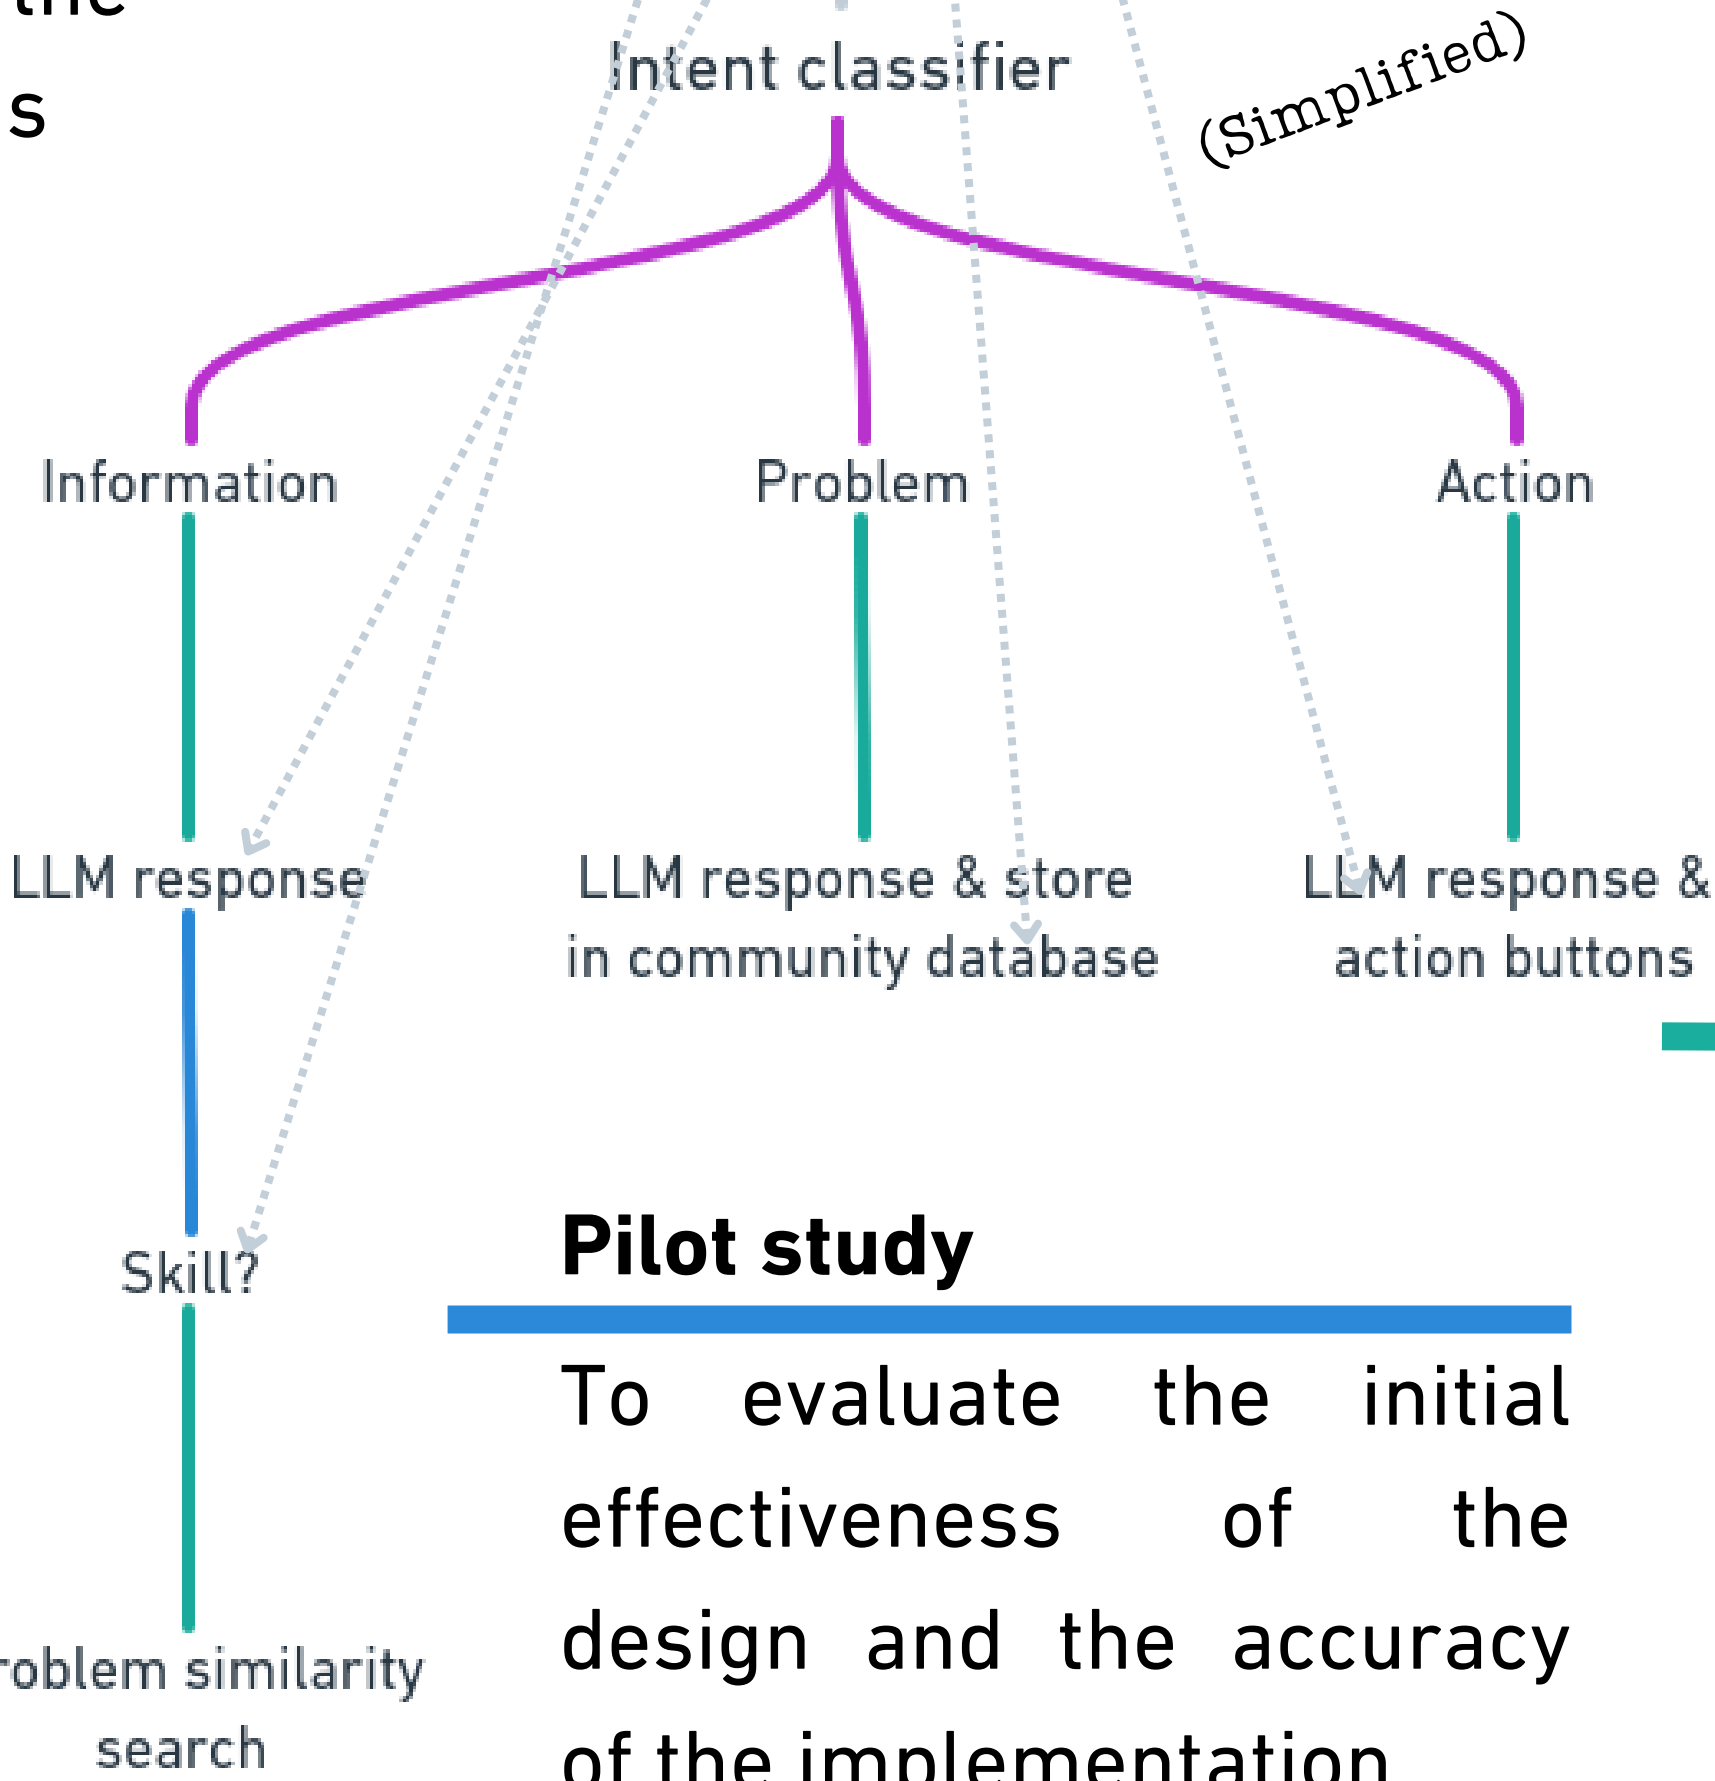 the
s
Intent classifier
(Simplified)
Information
Problem
Action
LLM response
LLM response & store
in community database
LLM response &
action buttons
Skill?
roblem similarity
search
Pilot study
To evaluate the initial
effectiveness of the
design and the accuracy
of the implementation